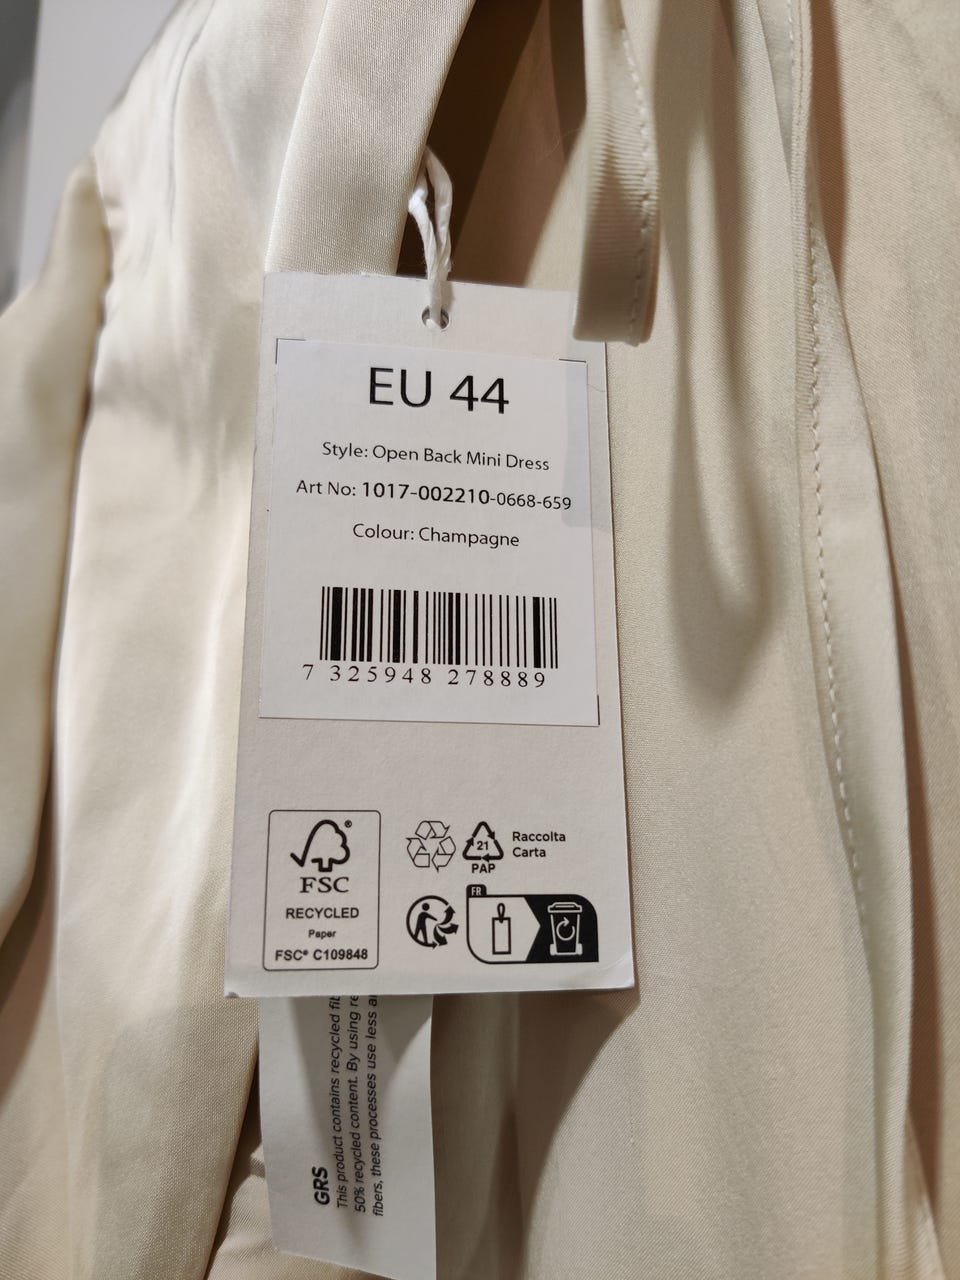 EU 44
Style: Open Back Mini Dress
Art No: 1017-002210-0668-659
Colour: Champagne
7 325948 278889
FSC®
RECYCLED
Paper
FSC® C109848
21
PAP
Raccolta
Carta
FR
GRS
This product contains recycled
50% recycled content. By using
fibers, these processes use less